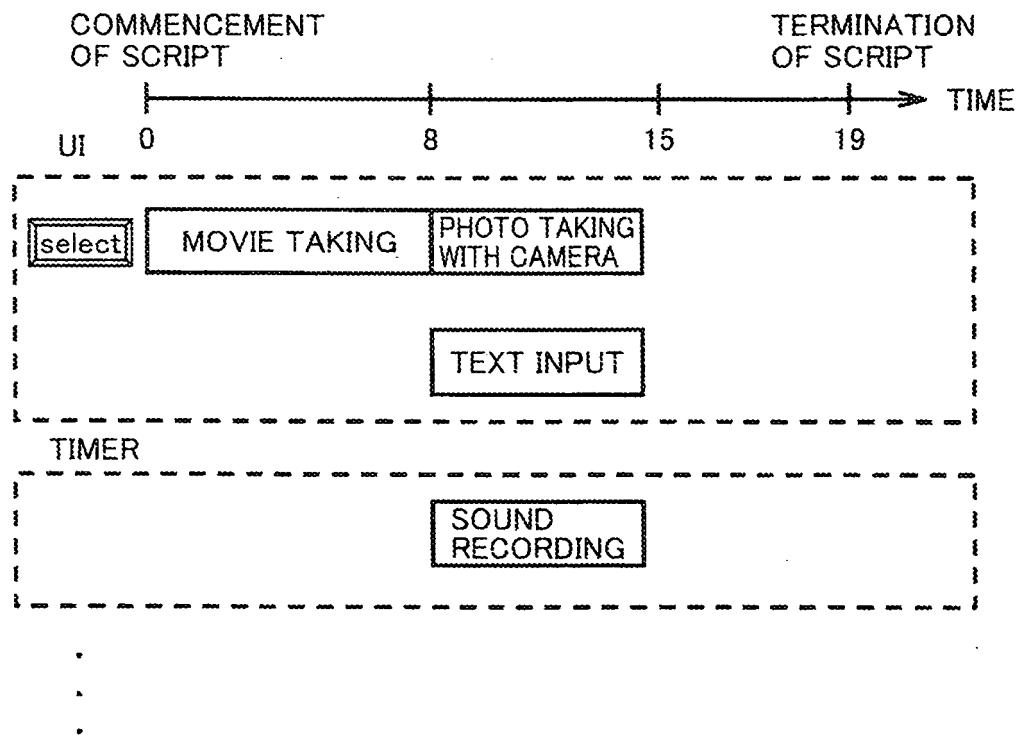 COMMENCEMENT
OF SCRIPT
TERMINATION
OF SCRIPT
TIME
0
8
15
19
UI
select
MOVIE TAKING
PHOTO TAKING
WITH CAMERA
TEXT INPUT
TIMER
SOUND
RECORDING